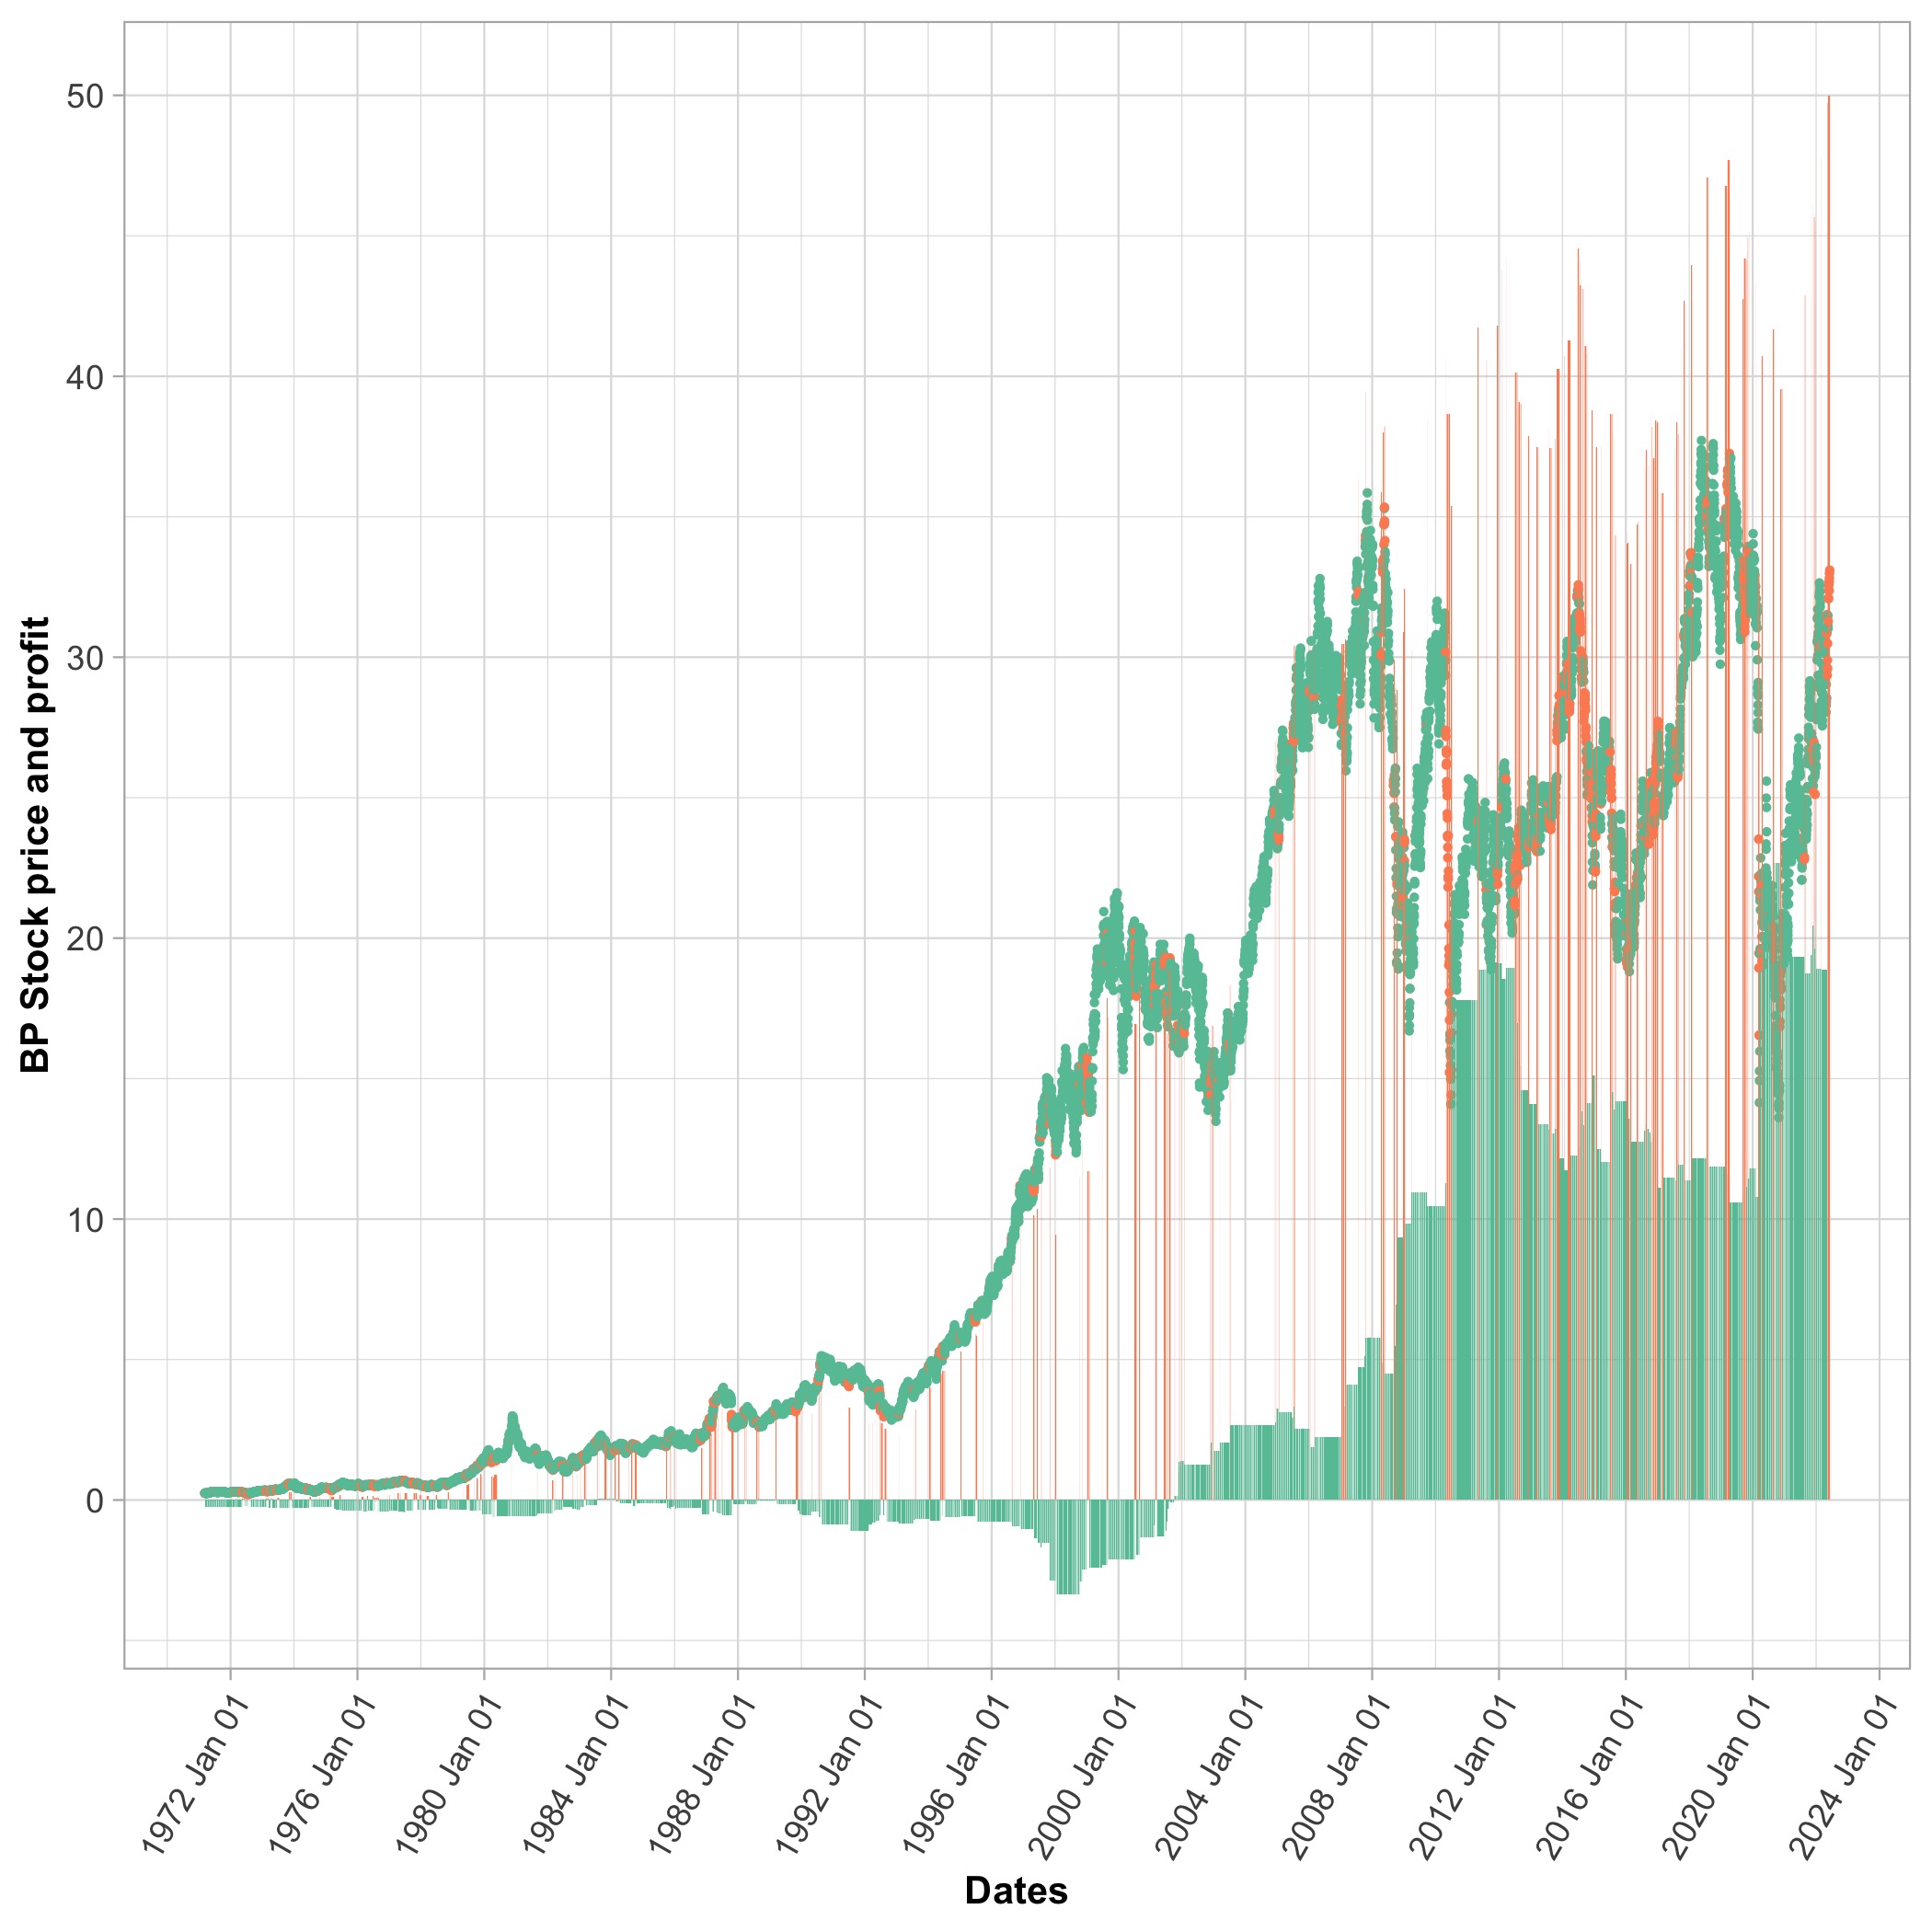 BP Stock price and profit
50
40
30
20
10
0
1972 Jan 01
1976 Jan 01
1980 Jan 01
1984 Jan 01
1988 Jan 01
1992 Jan 01
1996 Jan 01
2000 Jan 01
2004 Jan 01
2008 Jan 01
2012 Jan 01
2016 Jan 01
2020 Jan 01
2024 Jan 01
Dates